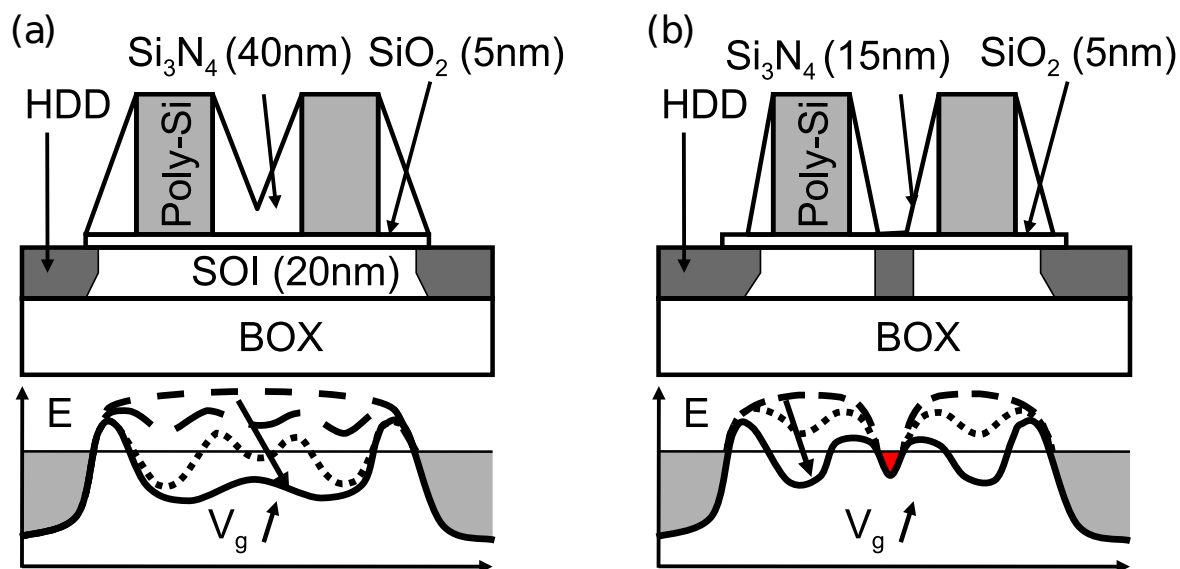 (a)
Si₃N₄ (40nm) SiO₂ (5nm)
HDD
Poly-Si
SOI (20nm)
BOX
E
Vg
(b)
Si₃N₄ (15nm) SiO₂ (5nm)
HDD
Poly-Si
BOX
E
Vg